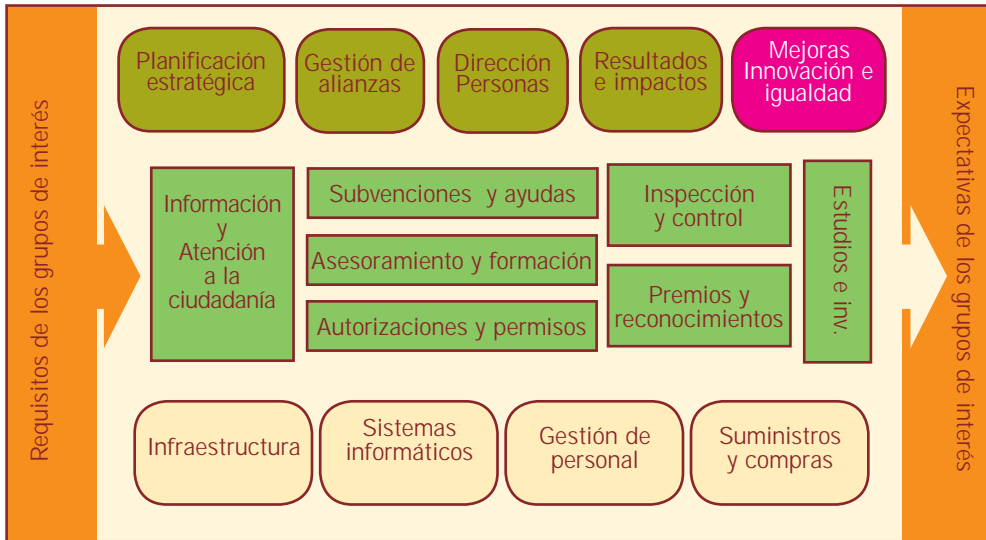 Requisitos de los grupos de interés
Planificación
estratégica
Gestión de
alianzas
Dirección
Personas
Resultados
e impactos
Mejoras
Innovación e
igualdad
Información
y
Atención
a la
ciudadanía
Subvenciones y ayudas
Asesoramiento y formación
Autorizaciones y permisos
Inspección
y control
Premios y
reconocimientos
Estudios e inv.
Infraestructura
Sistemas
informáticos
Gestión de
personal
Suministros
y compras
Expectativas de los grupos de interés